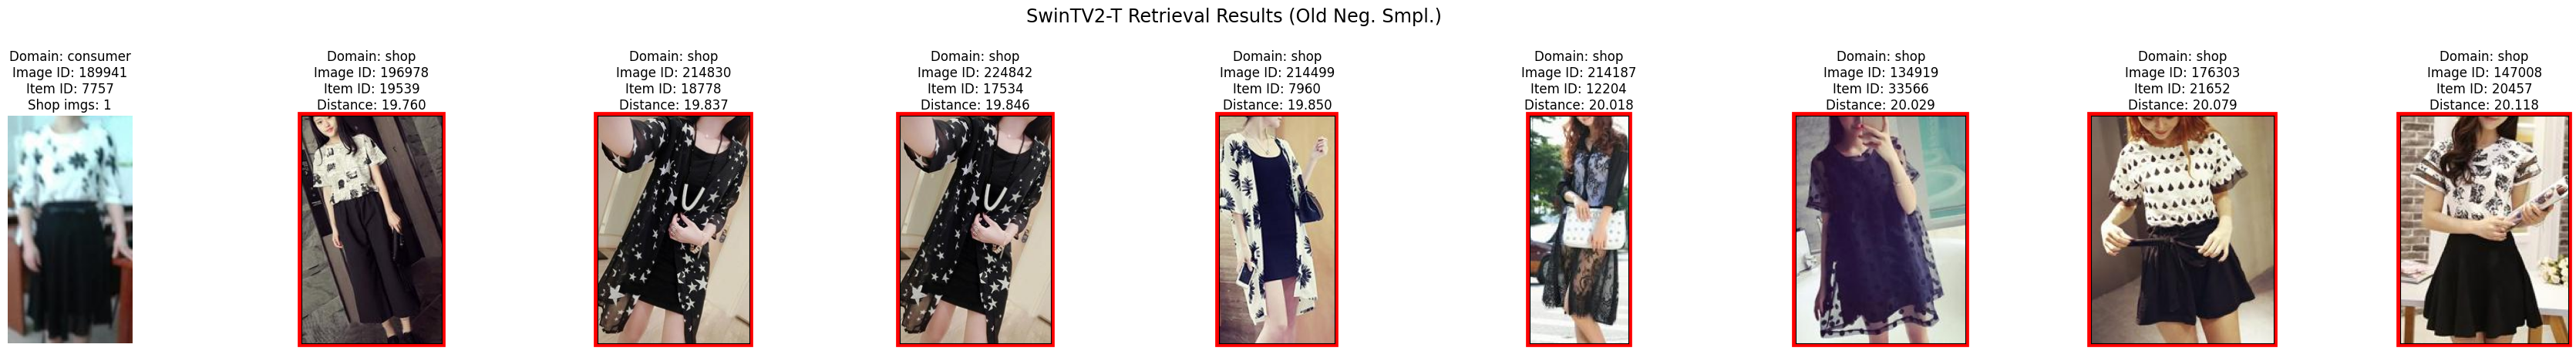 SwinTV2-T Retrieval Results (Old Neg. Smpl.)
Domain: consumer
Image ID: 189941
Item ID: 7757
Shop imgs: 1
Domain: shop
Image ID: 196978
Item ID: 19539
Distance: 19.760
Domain: shop
Image ID: 214830
Item ID: 18778
Distance: 19.837
Domain: shop
Image ID: 224842
Item ID: 17534
Distance: 19.846
Domain: shop
Image ID: 214499
Item ID: 7960
Distance: 19.850
Domain: shop
Image ID: 214187
Item ID: 12204
Distance: 20.018
Domain: shop
Image ID: 134919
Item ID: 33566
Distance: 20.029
Domain: shop
Image ID: 176303
Item ID: 21652
Distance: 20.079
Domain: shop
Image ID: 147008
Item ID: 20457
Distance: 20.118